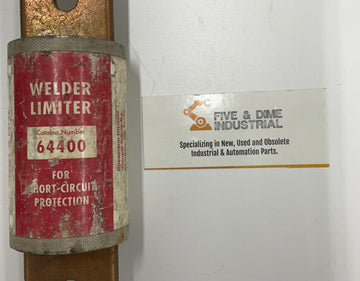 WELDER
LIMITER
Catalog Number
64400
FOR
SHORT-CIRCUIT
PROTECTION
FIVE & DIME
INDUSTRIAL
Specializing in New, Used and Obsolete
Industrial & Automation Parts.